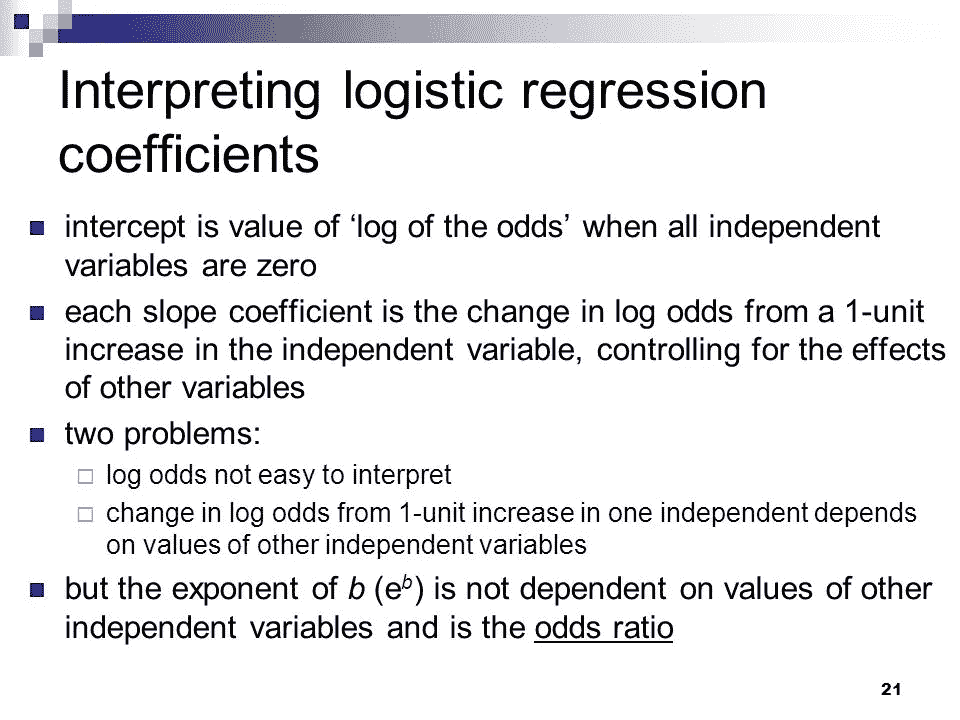 Interpreting logistic regression
coefficients
intercept is value of ‘log of the odds’ when all independent
variables are zero
each slope coefficient is the change in log odds from a 1-unit
increase in the independent variable, controlling for the effects
of other variables
two problems:
log odds not easy to interpret
change in log odds from 1-unit increase in one independent depends
on values of other independent variables
but the exponent of b (eᵇ) is not dependent on values of other
independent variables and is the odds ratio
21